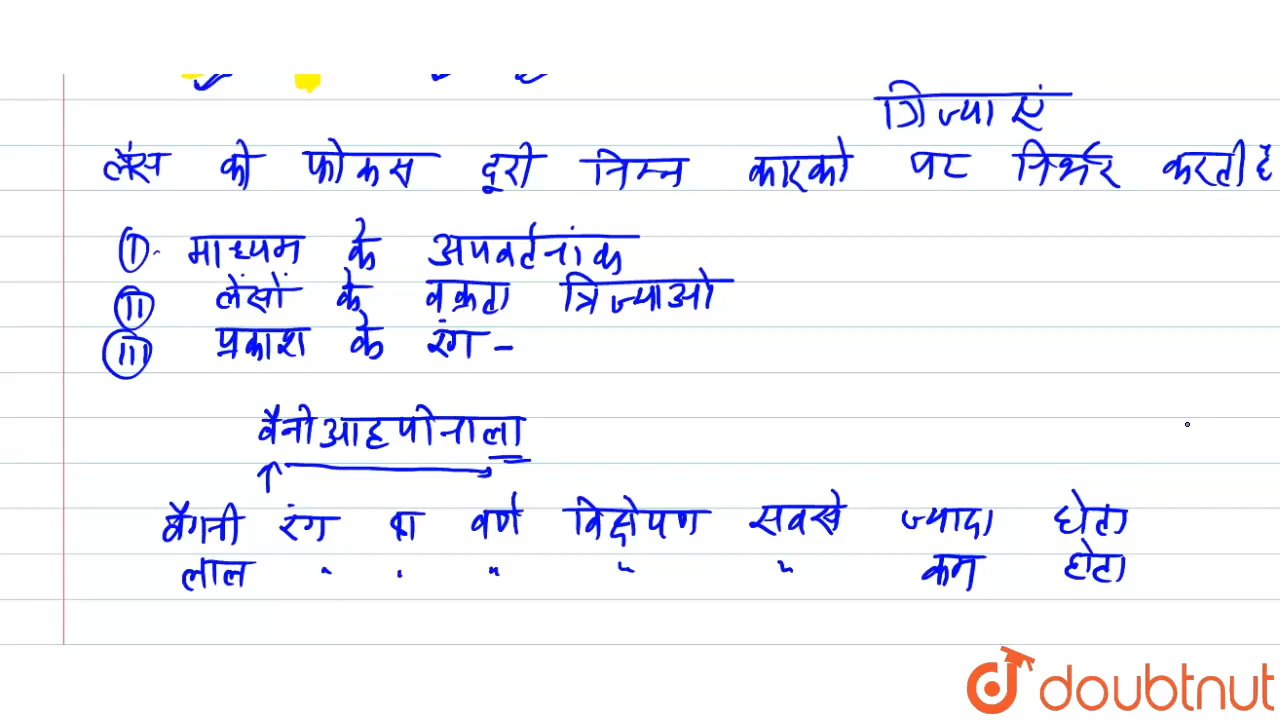 त्रिज्याएं
लैंस की फोकस दूरी निम्न कारको पर निर्भर करती है
I. माध्यम के अपवर्तनांक
II लेंसों के वक्रता त्रिज्याओ
III प्रकाश के रंग -
बैनीआहपीनाला
बैगनी रंग का वर्ण विक्षेपण सबसे ज्यादा होता
लाल " " " " " कम होता
doubtnut